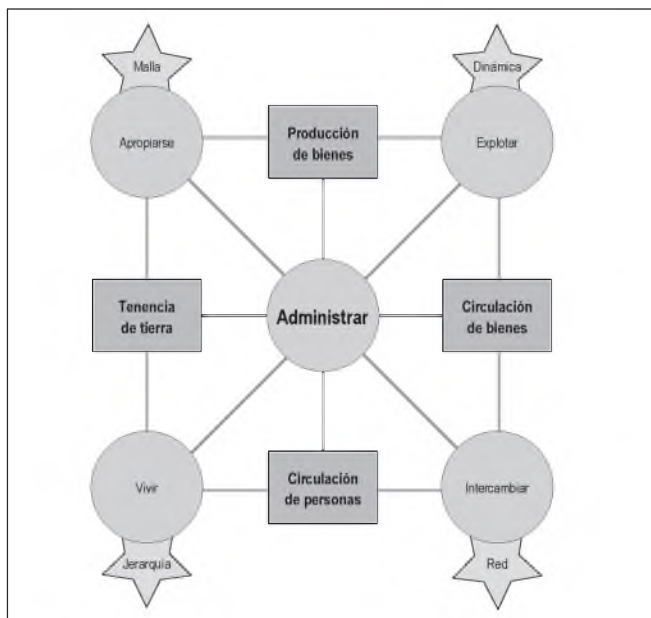 Malla
Dinámica
Apropiarse
Producción
de bienes
Explotar
Tenencia
de tierra
Administrar
Circulación
de bienes
Vivir
Circulación
de personas
Intercambiar
Jerarquía
Red